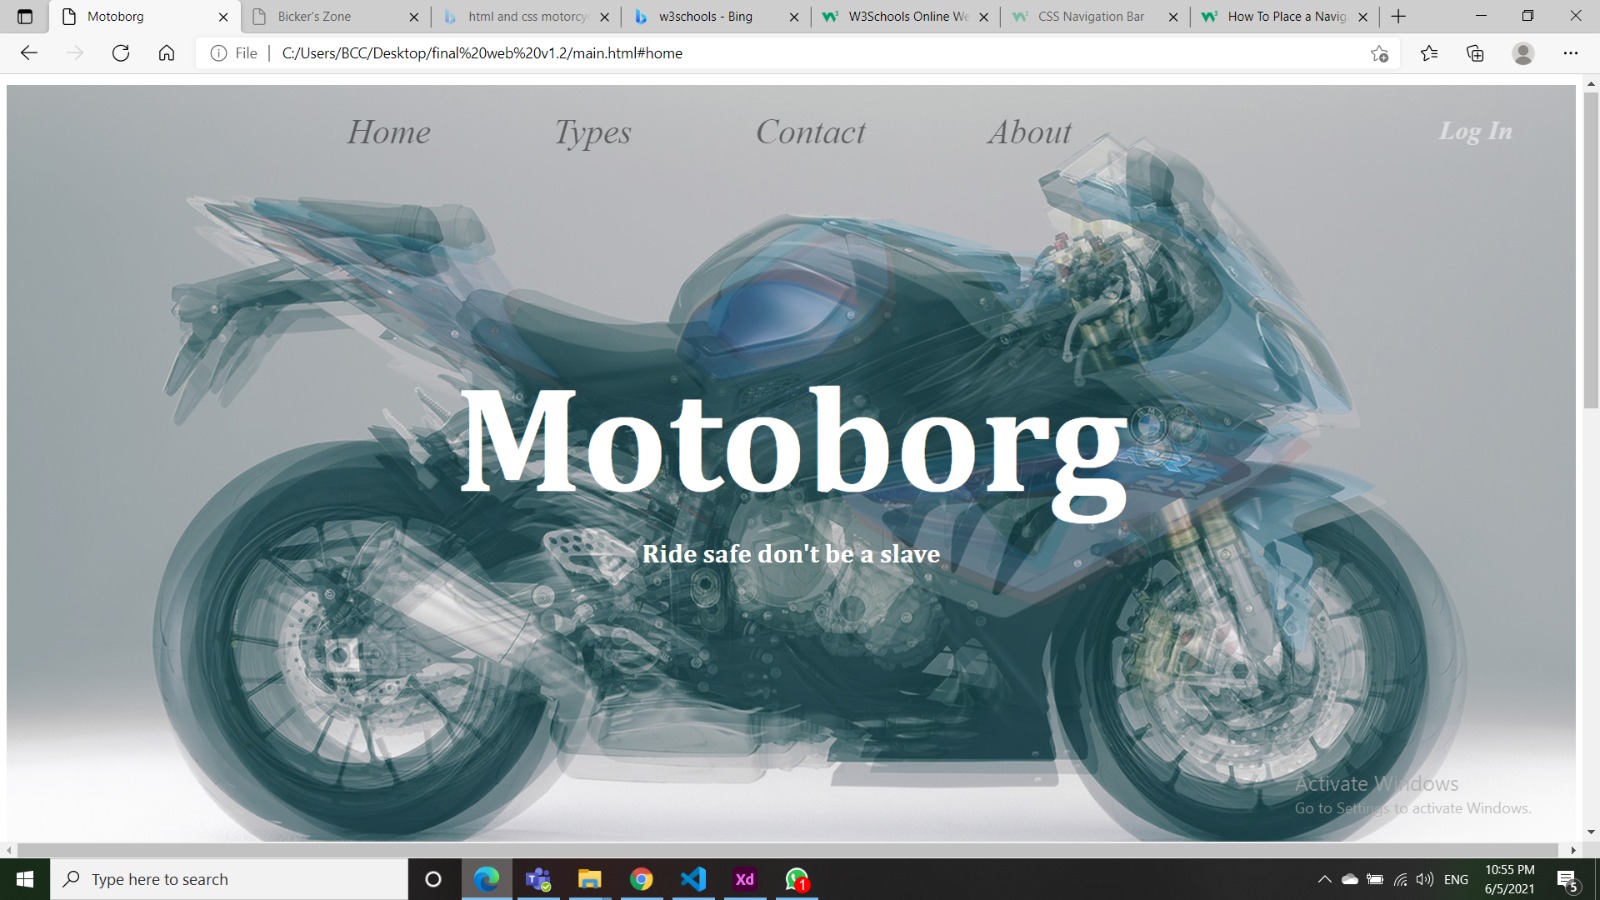 Motoborg
Bicker's Zone
html and css motorcy
w3schools - Bing
W3Schools Online We
CSS Navigation Bar
How To Place a Navig
File
C:/Users/BCC/Desktop/final%20web%20v1.2/main.html#home
Home Types Contact About Log In
Motoborg
Ride safe don't be a slave
Activate Windows
Go to Settings to activate Windows.
Type here to search
Xd
1
ENG
10:55 PM
6/5/2021
5